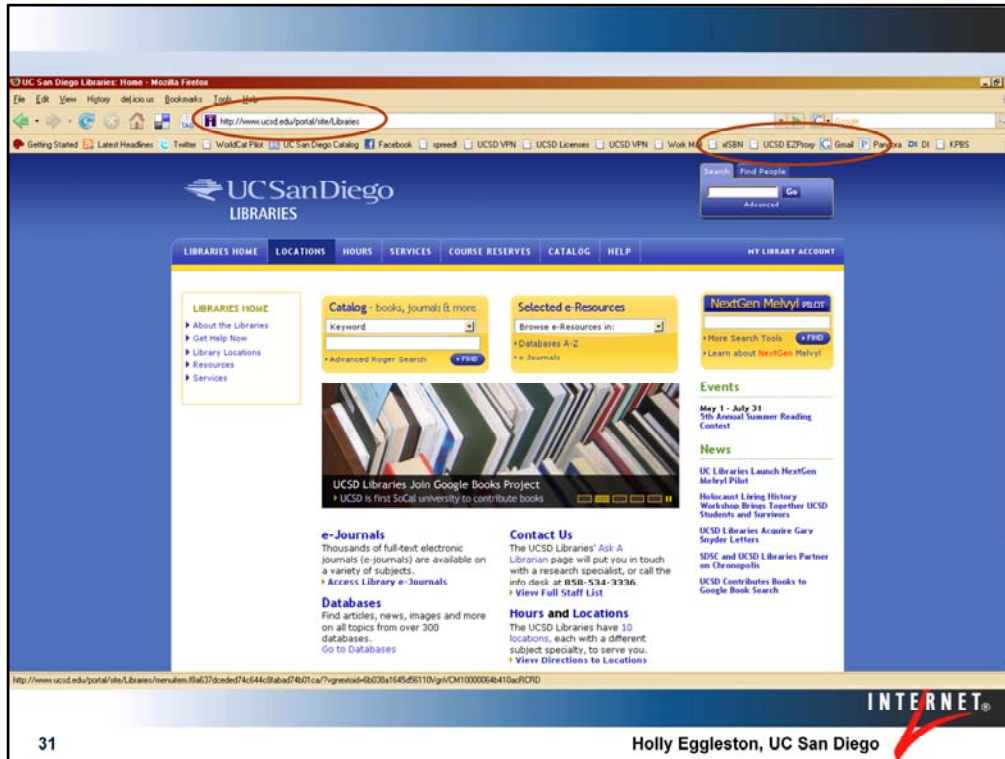 UC San Diego Libraries: Home - Mozilla Firefox
File Edit View History del.icio.us Bookmarks Tools Help
TAG http://www.ucsd.edu/portal/site/Libraries Google
Getting Started Latest Headlines Twitter WorldCat Pilot UC San Diego Catalog Facebook spreed! UCSD VPN UCSD Licenses UCSD VPN Work Mail xISBN UCSD EZProxy Gmail Pandora DI DI KPBS
UCSanDiego
LIBRARIES
Search Find People
Go
Advanced
LIBRARIES HOME LOCATIONS HOURS SERVICES COURSE RESERVES CATALOG HELP MY LIBRARY ACCOUNT
LIBRARIES HOME
About the Libraries
Get Help Now
Library Locations
Resources
Services
Catalog - books, journals & more
Keyword
Advanced Roger Search FIND
Selected e-Resources
Browse e-Resources in:
Databases A-Z
e-Journals
NextGen Melvyl PILOT
More Search Tools FIND
Learn about NextGen Melvyl
UCSD Libraries Join Google Books Project
UCSD is first SoCal university to contribute books
Events
May 1 - July 31
5th Annual Summer Reading
Contest
News
UC Libraries Launch NextGen
Melvyl Pilot
Holocaust Living History
Workshop Brings Together UCSD
Students and Survivors
UCSD Libraries Acquire Gary
Snyder Letters
SDSC and UCSD Libraries Partner
on Chronopolis
UCSD Contributes Books to
Google Book Search
e-Journals
Thousands of full-text electronic
journals (e-journals) are available on
a variety of subjects.
Access Library e-Journals
Databases
Find articles, news, images and more
on all topics from over 300
databases.
Go to Databases
Contact Us
The UCSD Libraries' Ask A
Librarian page will put you in touch
with a research specialist, or call the
info desk at 858-534-3336.
View Full Staff List
Hours and Locations
The UCSD Libraries have 10
locations, each with a different
subject specialty, to serve you.
View Directions to Locations
INTERNET®
31
Holly Eggleston, UC San Diego